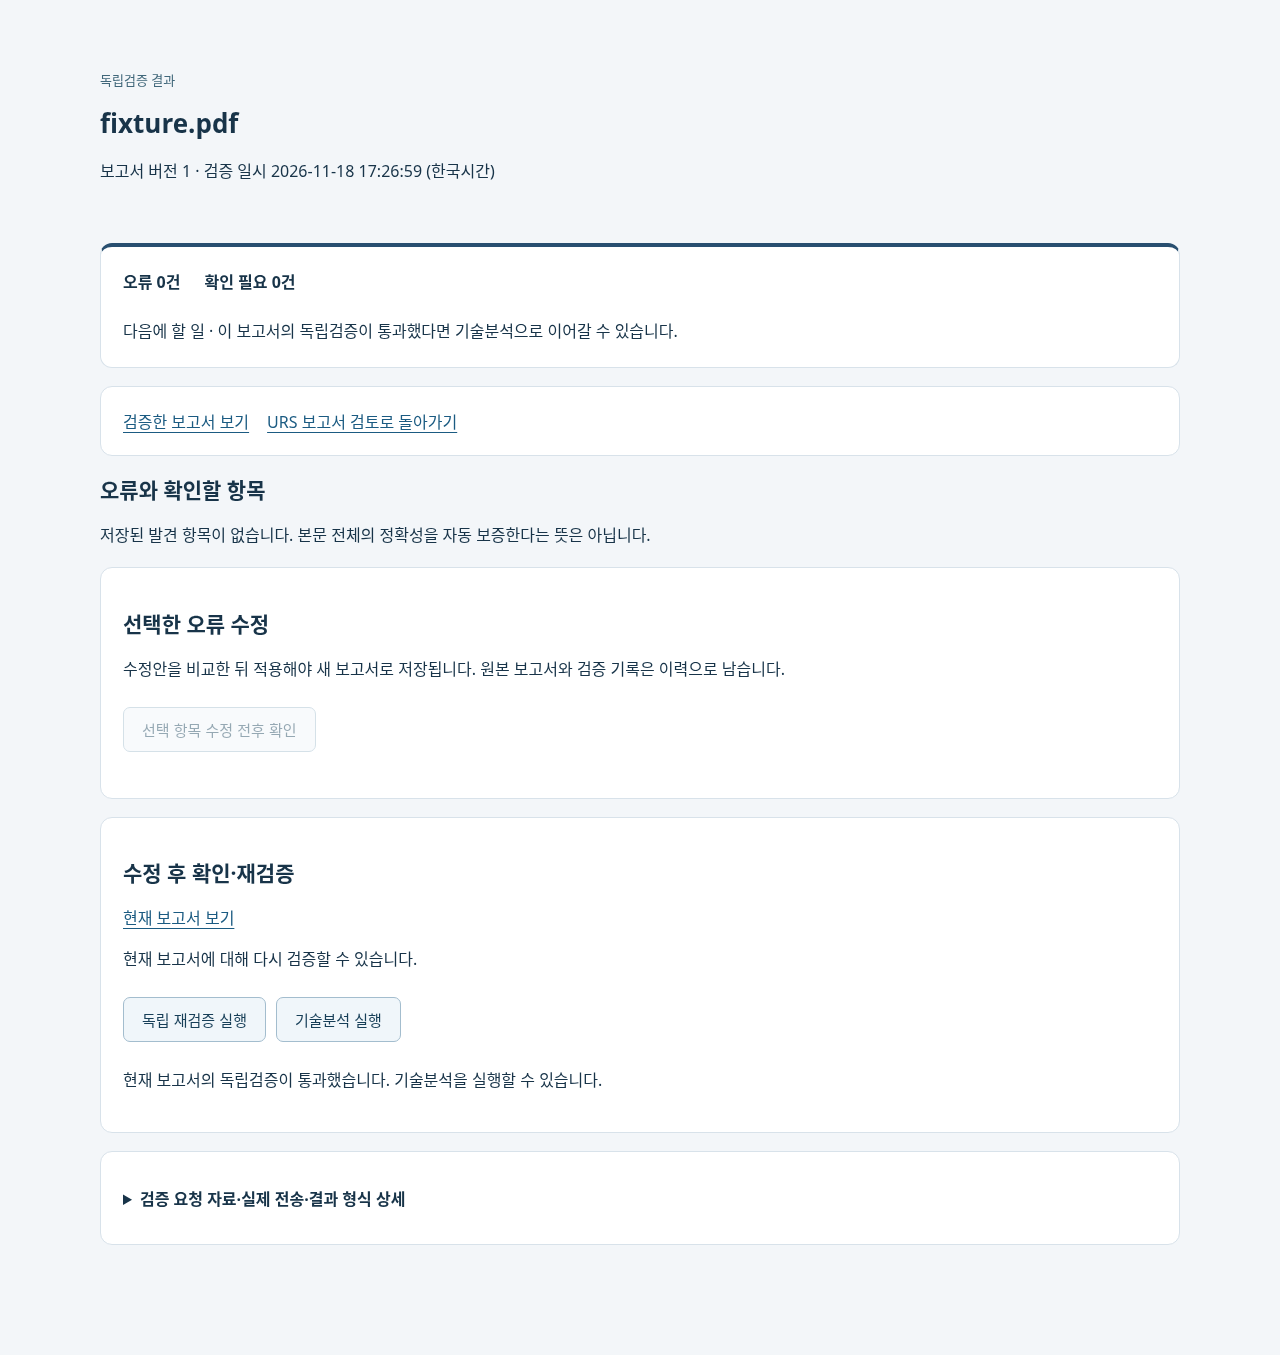 독립검증 결과
fixture.pdf
보고서 버전 1 · 검증 일시 2026-11-18 17:26:59 (한국시간)
오류 0건 확인 필요 0건
다음에 할 일 · 이 보고서의 독립검증이 통과했다면 기술분석으로 이어갈 수 있습니다.
검증한 보고서 보기 URS 보고서 검토로 돌아가기
오류와 확인할 항목
저장된 발견 항목이 없습니다. 본문 전체의 정확성을 자동 보증한다는 뜻은 아닙니다.
선택한 오류 수정
수정안을 비교한 뒤 적용해야 새 보고서로 저장됩니다. 원본 보고서와 검증 기록은 이력으로 남습니다.
선택 항목 수정 전후 확인
수정 후 확인·재검증
현재 보고서 보기
현재 보고서에 대해 다시 검증할 수 있습니다.
독립 재검증 실행 기술분석 실행
현재 보고서의 독립검증이 통과했습니다. 기술분석을 실행할 수 있습니다.
▶ 검증 요청 자료·실제 전송·결과 형식 상세